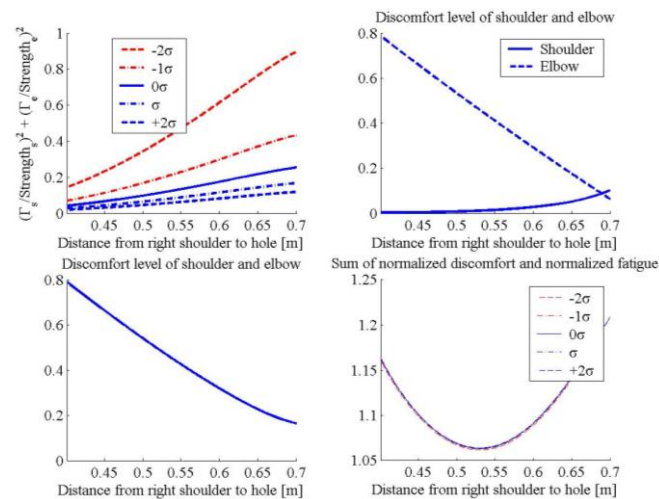 Discomfort level of shoulder and elbow
(Γs/Strength)² + (Γe/Strength)²
1
0.8
0.6
0.4
0.2
0
-2σ
-1σ
0σ
σ
+2σ
0.45 0.5 0.55 0.6 0.65 0.7
Distance from right shoulder to hole [m]
0.8
0.6
0.4
0.2
0
Shoulder
Elbow
0.45 0.5 0.55 0.6 0.65 0.7
Distance from right shoulder to hole [m]
Discomfort level of shoulder and elbow
0.8
0.6
0.4
0.2
0
0.45 0.5 0.55 0.6 0.65 0.7
Distance from right shoulder to hole [m]
Sum of normalized discomfort and normalized fatigue
1.25
1.2
1.15
1.1
1.05
-2σ
-1σ
0σ
σ
+2σ
0.45 0.5 0.55 0.6 0.65 0.7
Distance from right shoulder to hole [m]